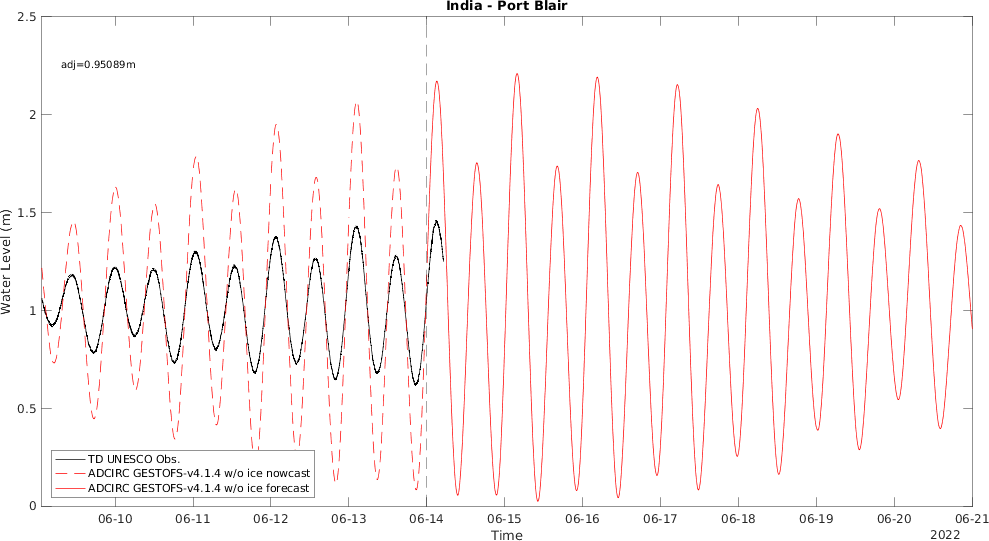 India - Port Blair
2.5
adj=0.95089m
2
1.5
Water Level (m)
1
0.5
TD UNESCO Obs.
ADCIRC GESTOFS-v4.1.4 w/o ice nowcast
ADCIRC GESTOFS-v4.1.4 w/o ice forecast
0
06-10 06-11 06-12 06-13 06-14 06-15 06-16 06-17 06-18 06-19 06-20 06-21
Time
2022